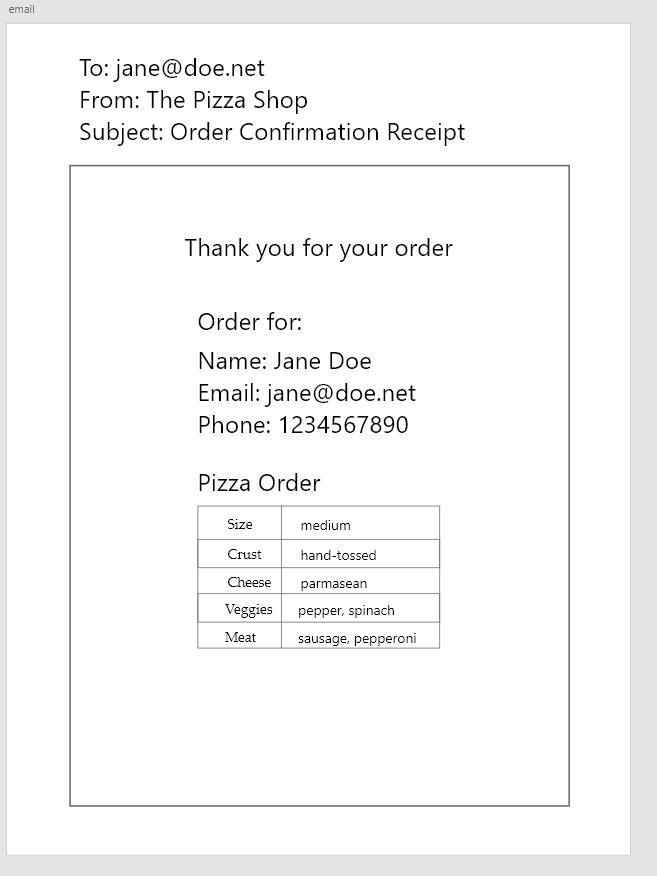 email
To: jane@doe.net
From: The Pizza Shop
Subject: Order Confirmation Receipt
Thank you for your order
Order for:
Name: Jane Doe
Email: jane@doe.net
Phone: 1234567890
Pizza Order
Size medium
Crust hand-tossed
Cheese parmasean
Veggies pepper, spinach
Meat sausage, pepperoni